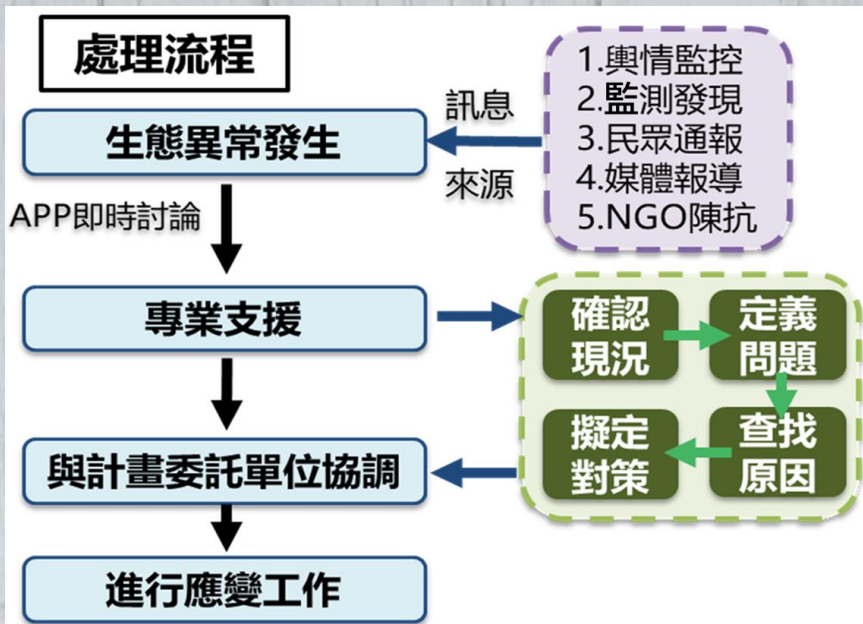 處理流程
生態異常發生
訊息
來源
1.輿情監控
2.監測發現
3.民眾通報
4.媒體報導
5.NGO陳抗
APP即時討論
專業支援
確認
現況
定義
問題
查找
原因
擬定
對策
與計畫委託單位協調
進行應變工作